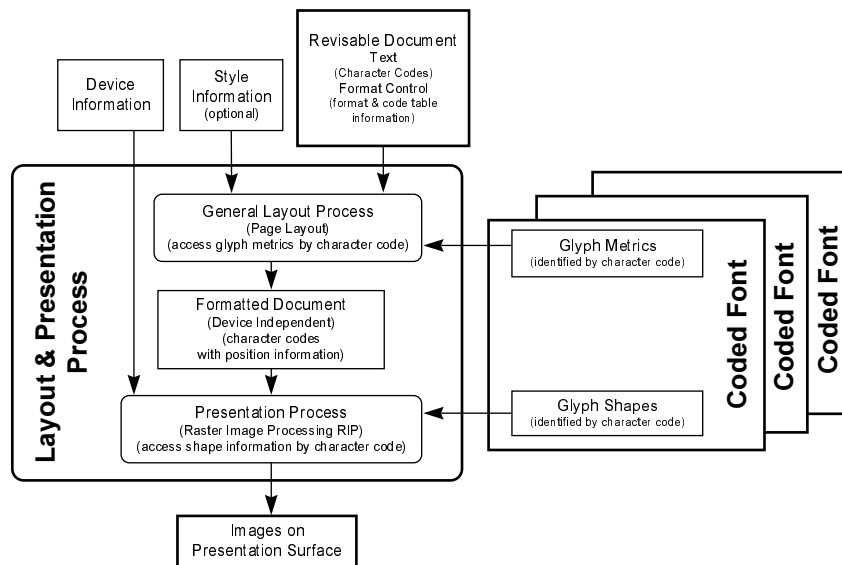 Revisable Document
Text
(Character Codes)
Format Control
(format & code table
information)
Device
Information
Style
Information
(optional)
Layout & Presentation
Process
General Layout Process
(Page Layout)
(access glyph metrics by character code)
Formatted Document
(Device Independent)
(character codes
with position information)
Presentation Process
(Raster Image Processing RIP)
(access shape information by character code)
Images on
Presentation Surface
Glyph Metrics
(identified by character code)
Glyph Shapes
(identified by character code)
Coded Font
Coded Font
Coded Font